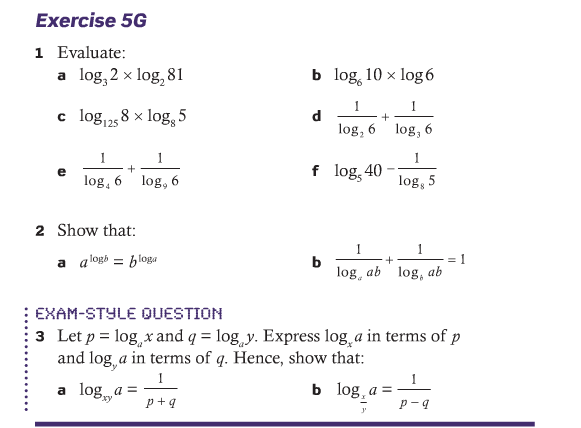 Exercise 5G
1 Evaluate:
a log₃ 2 × log₂ 81 b log₆ 10 × log 6
c log₁₂₅ 8 × log₈ 5 d 1/(log₂ 6) + 1/(log₃ 6)
e 1/(log₄ 6) + 1/(log₉ 6) f log₅ 40 − 1/(log₈ 5)
2 Show that:
a a^(log b) = b^(log a) b 1/(logₐ ab) + 1/(log_b ab) = 1
EXAM-STYLE QUESTION
3 Let p = logₐ x and q = logₐ y. Express logₓ a in terms of p
and log_y a in terms of q. Hence, show that:
a log_xy a = 1/(p + q) b log_(x/y) a = 1/(p − q)